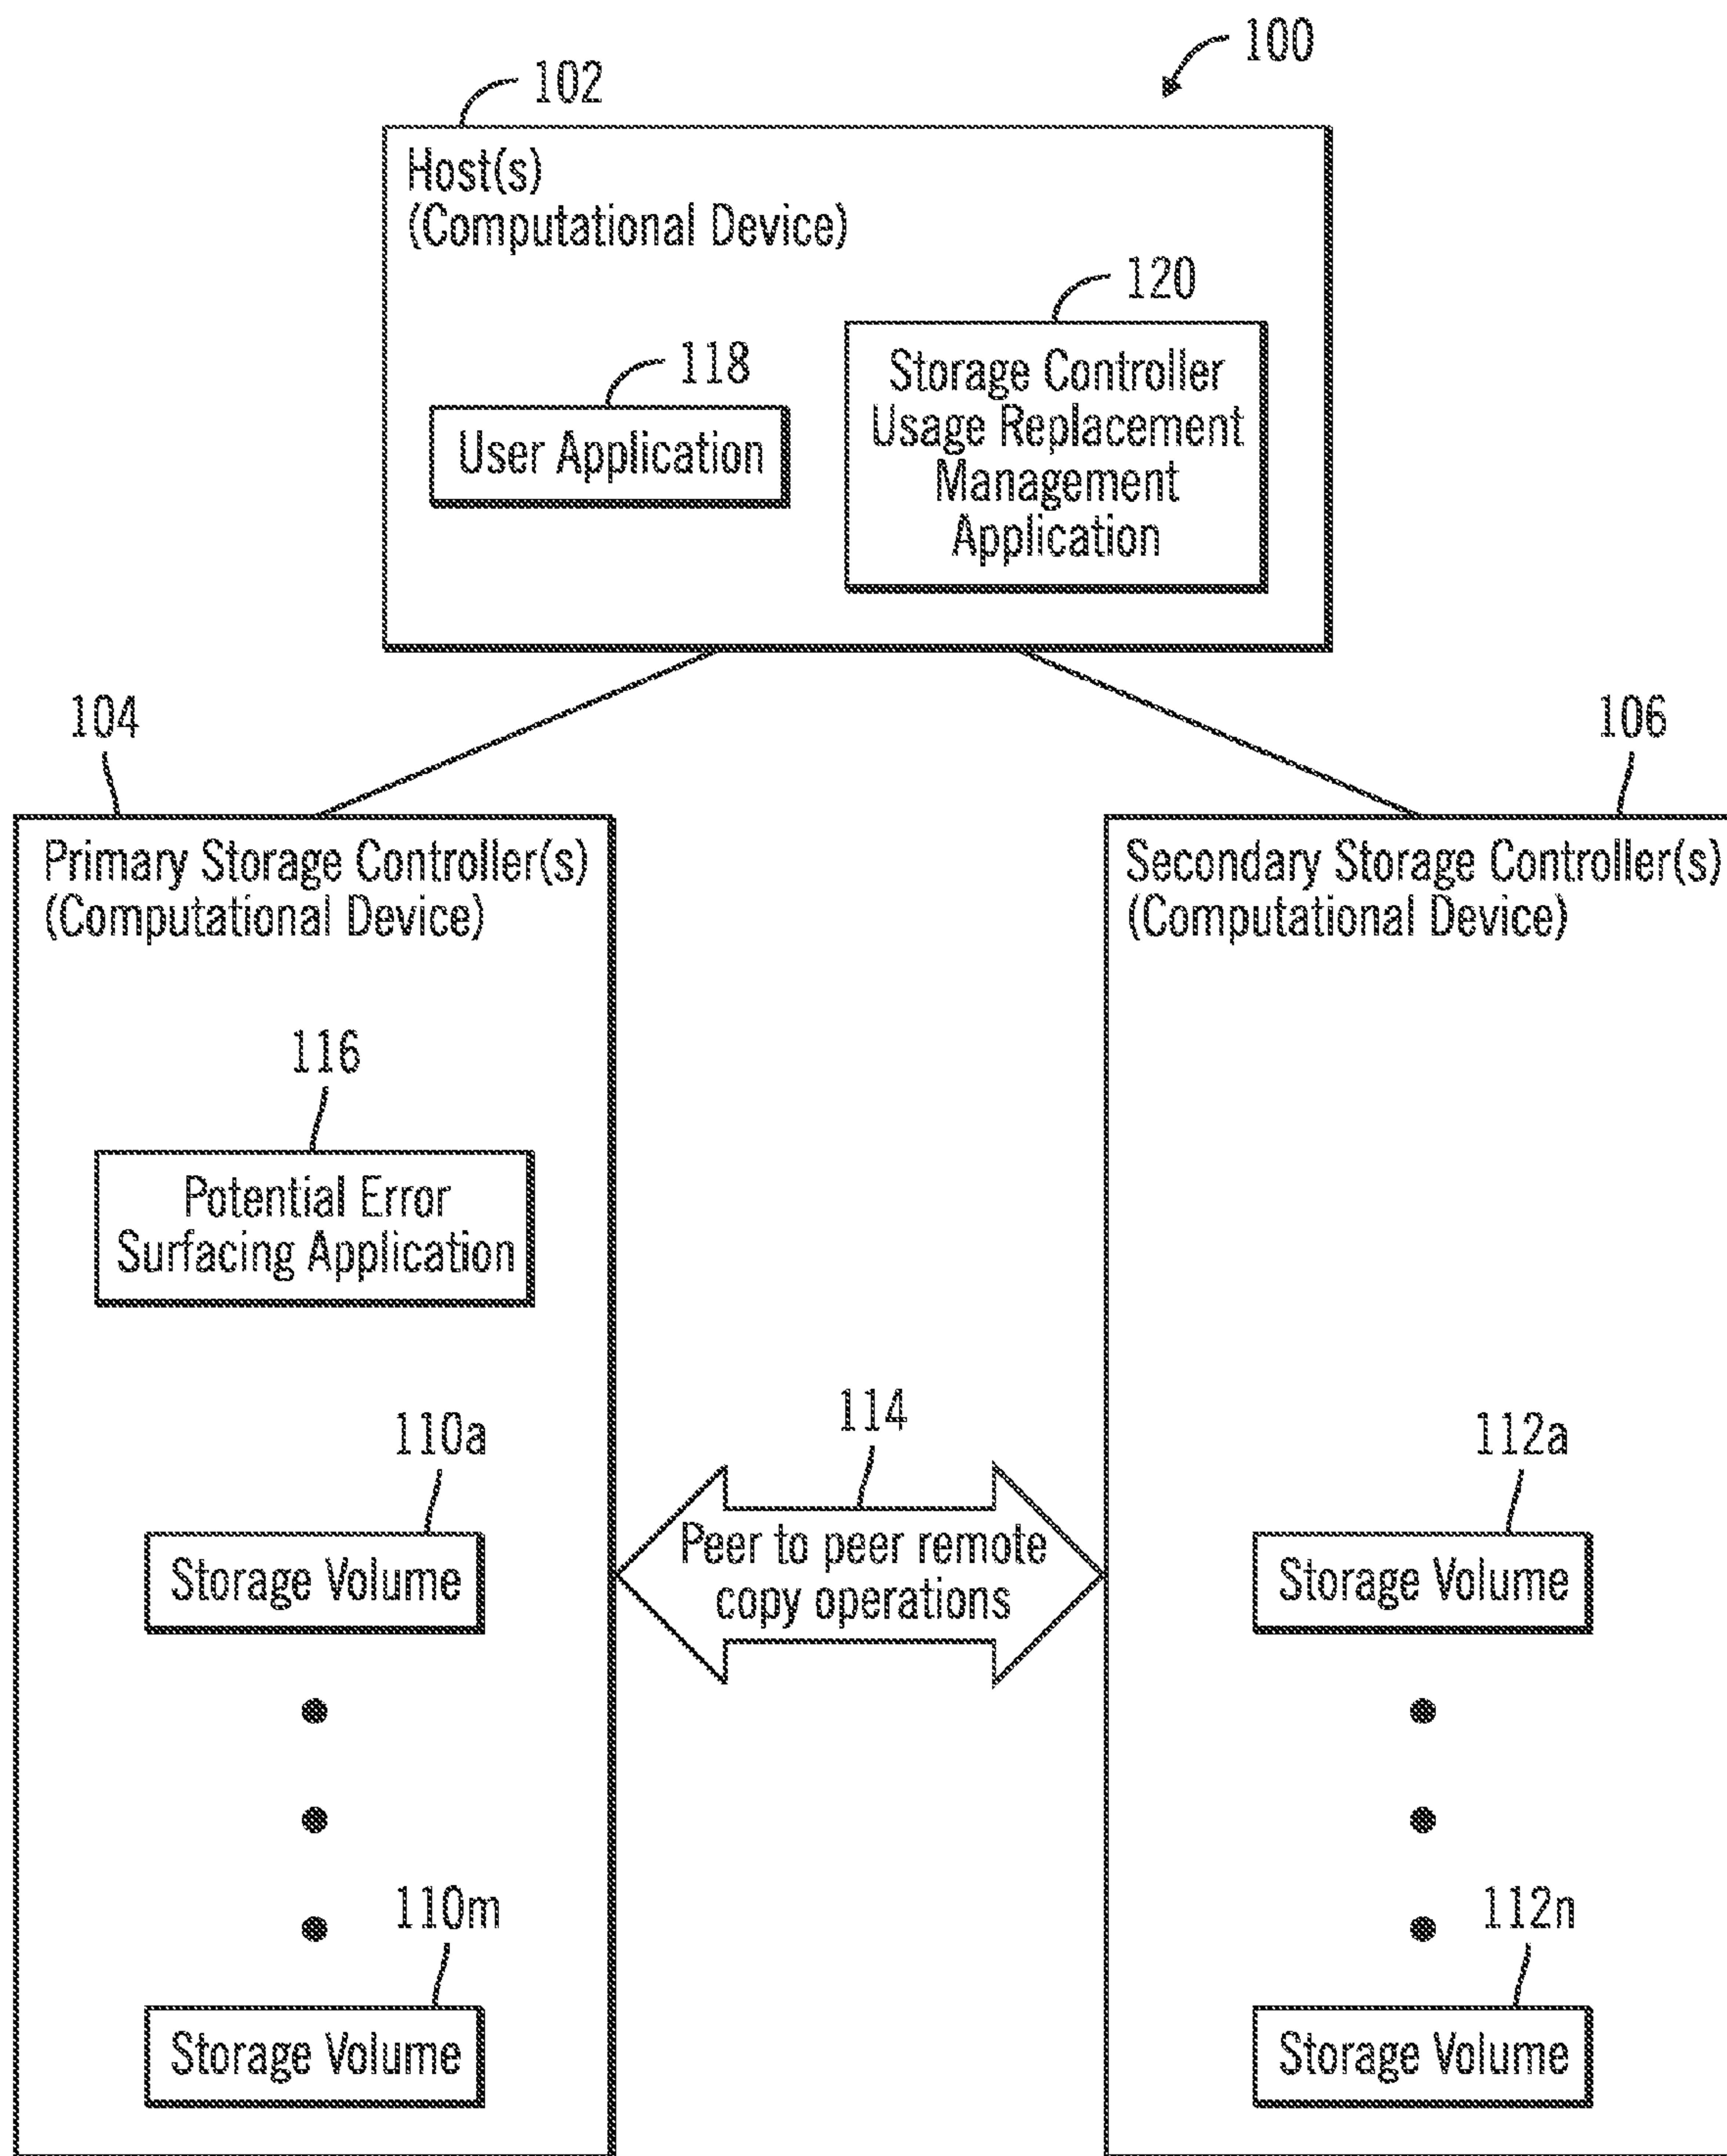 100
102
Host(s)
(Computational Device)
120
118
Storage Controller
Usage Replacement
Management
Application
User Application
104
106
Primary Storage Controller(s)
(Computational Device)
Secondary Storage Controller(s)
(Computational Device)
116
Potential Error
Surfacing Application
114
Peer to peer remote
copy operations
110a
Storage Volume
110m
Storage Volume
112a
Storage Volume
112n
Storage Volume